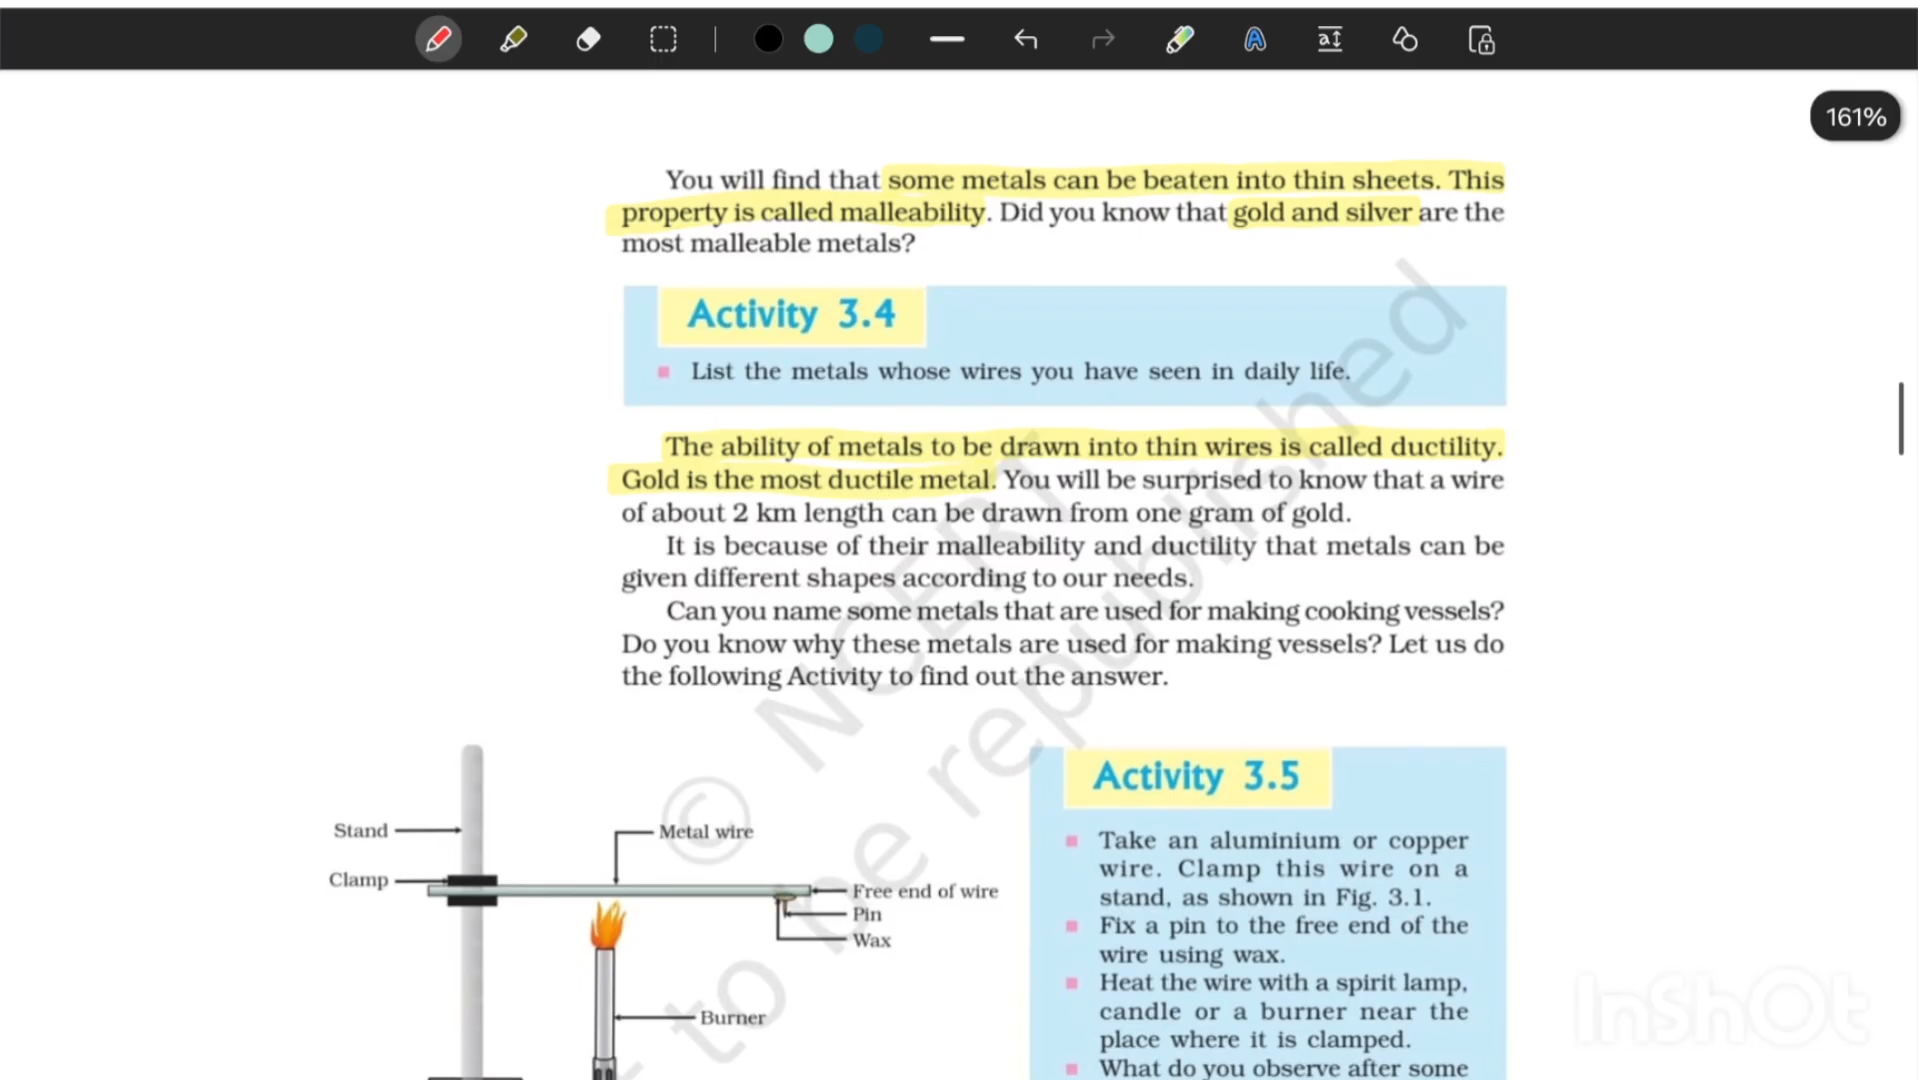 161%
You will find that some metals can be beaten into thin sheets. This
property is called malleability. Did you know that gold and silver are the
most malleable metals?
Activity 3.4
List the metals whose wires you have seen in daily life.
The ability of metals to be drawn into thin wires is called ductility.
Gold is the most ductile metal. You will be surprised to know that a wire
of about 2 km length can be drawn from one gram of gold.
It is because of their malleability and ductility that metals can be
given different shapes according to our needs.
Can you name some metals that are used for making cooking vessels?
Do you know why these metals are used for making vessels? Let us do
the following Activity to find out the answer.
Stand
Clamp
Metal wire
Free end of wire
Pin
Wax
Burner
Activity 3.5
Take an aluminium or copper
wire. Clamp this wire on a
stand, as shown in Fig. 3.1.
Fix a pin to the free end of the
wire using wax.
Heat the wire with a spirit lamp,
candle or a burner near the
place where it is clamped.
What do you observe after some
© NCERT
to be republished
InShOt